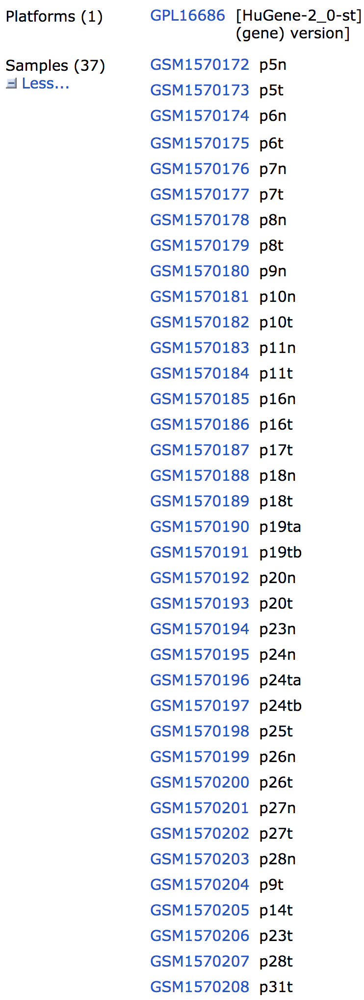 Platforms (1) GPL16686 [HuGene-2_0-st]
(gene) version]
Samples (37) GSM1570172 p5n
Less... GSM1570173 p5t
GSM1570174 p6n
GSM1570175 p6t
GSM1570176 p7n
GSM1570177 p7t
GSM1570178 p8n
GSM1570179 p8t
GSM1570180 p9n
GSM1570181 p10n
GSM1570182 p10t
GSM1570183 p11n
GSM1570184 p11t
GSM1570185 p16n
GSM1570186 p16t
GSM1570187 p17t
GSM1570188 p18n
GSM1570189 p18t
GSM1570190 p19ta
GSM1570191 p19tb
GSM1570192 p20n
GSM1570193 p20t
GSM1570194 p23n
GSM1570195 p24n
GSM1570196 p24ta
GSM1570197 p24tb
GSM1570198 p25t
GSM1570199 p26n
GSM1570200 p26t
GSM1570201 p27n
GSM1570202 p27t
GSM1570203 p28n
GSM1570204 p9t
GSM1570205 p14t
GSM1570206 p23t
GSM1570207 p28t
GSM1570208 p31t